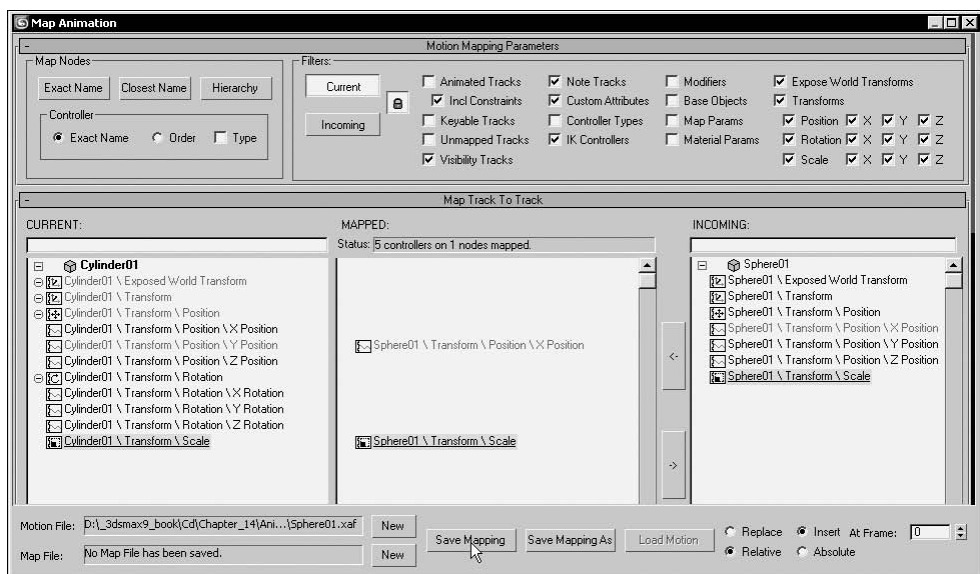 Map Animation
Motion Mapping Parameters
Map Nodes
Exact Name Closest Name Hierarchy
Controller
Exact Name Order Type
Filters:
Current
Incoming
Animated Tracks
Incl Constraints
Keyable Tracks
Unmapped Tracks
Visibility Tracks
Note Tracks
Custom Attributes
Controller Types
IK Controllers
Modifiers
Base Objects
Map Params
Material Params
Expose World Transforms
Transforms
Position X Y Z
Rotation X Y Z
Scale X Y Z
Map Track To Track
CURRENT:
Cylinder01
Cylinder01 \ Exposed World Transform
Cylinder01 \ Transform
Cylinder01 \ Transform \ Position
Cylinder01 \ Transform \ Position \ X Position
Cylinder01 \ Transform \ Position \ Y Position
Cylinder01 \ Transform \ Position \ Z Position
Cylinder01 \ Transform \ Rotation
Cylinder01 \ Transform \ Rotation \ X Rotation
Cylinder01 \ Transform \ Rotation \ Y Rotation
Cylinder01 \ Transform \ Rotation \ Z Rotation
Cylinder01 \ Transform \ Scale
MAPPED:
Status: 5 controllers on 1 nodes mapped.
Sphere01 \ Transform \ Position \ X Position
Sphere01 \ Transform \ Scale
<-
->
INCOMING:
Sphere01
Sphere01 \ Exposed World Transform
Sphere01 \ Transform
Sphere01 \ Transform \ Position
Sphere01 \ Transform \ Position \ X Position
Sphere01 \ Transform \ Position \ Y Position
Sphere01 \ Transform \ Position \ Z Position
Sphere01 \ Transform \ Scale
Motion File: D:\_3dsmax9_book\Cd\Chapter_14\Ani...\Sphere01.xaf New
Map File: No Map File has been saved. New
Save Mapping Save Mapping As Load Motion
Replace Insert At Frame: 0
Relative Absolute